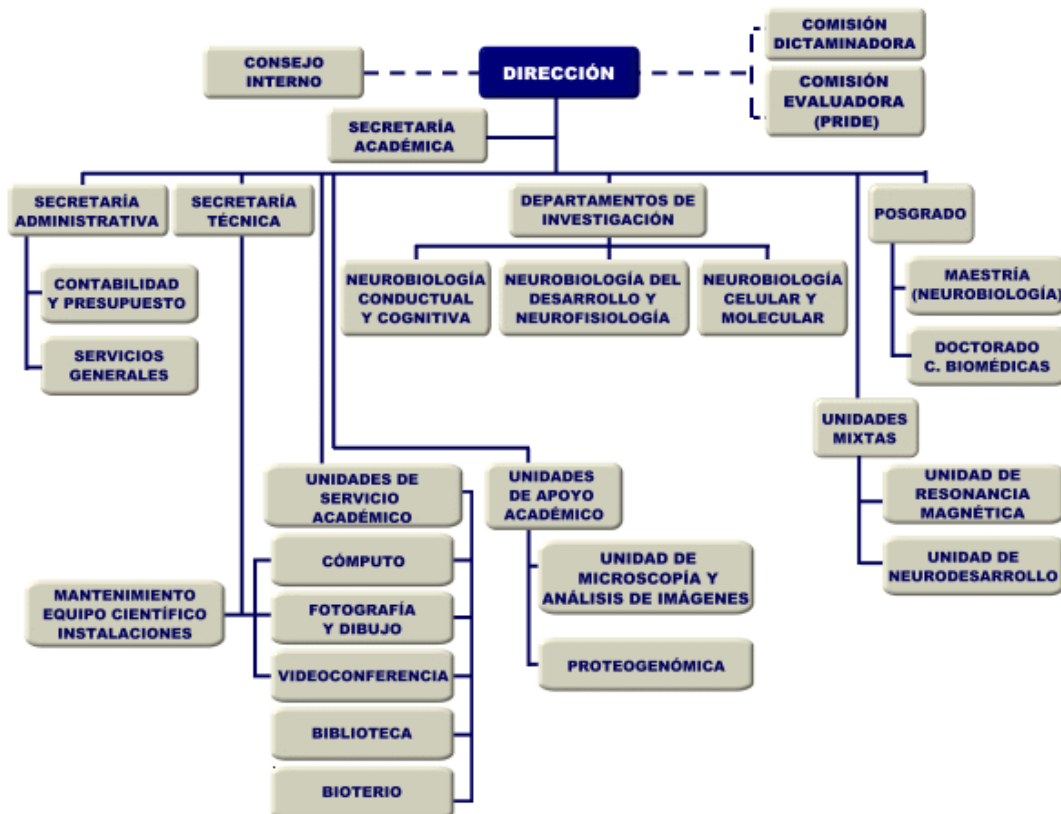 CONSEJO
INTERNO
DIRECCIÓN
COMISIÓN
DICTAMINADORA
COMISIÓN
EVALUADORA
(PRIDE)
SECRETARÍA
ACADÉMICA
SECRETARÍA
ADMINISTRATIVA
SECRETARÍA
TÉCNICA
DEPARTAMENTOS DE
INVESTIGACIÓN
POSGRADO
CONTABILIDAD
Y PRESUPUESTO
SERVICIOS
GENERALES
NEUROBIOLOGÍA
CONDUCTUAL
Y COGNITIVA
NEUROBIOLOGÍA DEL
DESARROLLO Y
NEUROFISIOLOGÍA
NEUROBIOLOGÍA
CELULAR Y
MOLECULAR
MAESTRÍA
(NEUROBIOLOGÍA)
DOCTORADO
C. BIOMÉDICAS
UNIDADES
MIXTAS
UNIDAD DE
RESONANCIA
MAGNÉTICA
UNIDAD DE
NEURODESARROLLO
UNIDADES DE
SERVICIO
ACADÉMICO
UNIDADES
DE APOYO
ACADÉMICO
CÓMPUTO
FOTOGRAFÍA
Y DIBUJO
VIDEOCONFERENCIA
BIBLIOTECA
BIOTERIO
MANTENIMIENTO
EQUIPO CIENTÍFICO
INSTALACIONES
UNIDAD DE
MICROSCOPÍA Y
ANÁLISIS DE IMÁGENES
PROTEOGENÓMICA